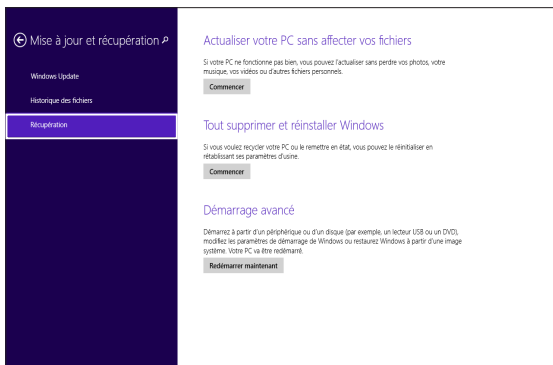 Mise à jour et récupération
Windows Update
Historique des fichiers
Récupération
Actualiser votre PC sans affecter vos fichiers
Si votre PC ne fonctionne pas bien, vous pouvez l'actualiser sans perdre vos photos, votre
musique, vos vidéos ou d'autres fichiers personnels.
Commencer
Tout supprimer et réinstaller Windows
Si vous voulez recycler votre PC ou le remettre en état, vous pouvez le réinitialiser en
rétablissant ses paramètres d'usine.
Commencer
Démarrage avancé
Démarrez à partir d'un périphérique ou d'un disque (par exemple, un lecteur USB ou un DVD),
modifiez les paramètres de démarrage de Windows ou restaurez Windows à partir d'une image
système. Votre PC va être redémarré.
Redémarrer maintenant